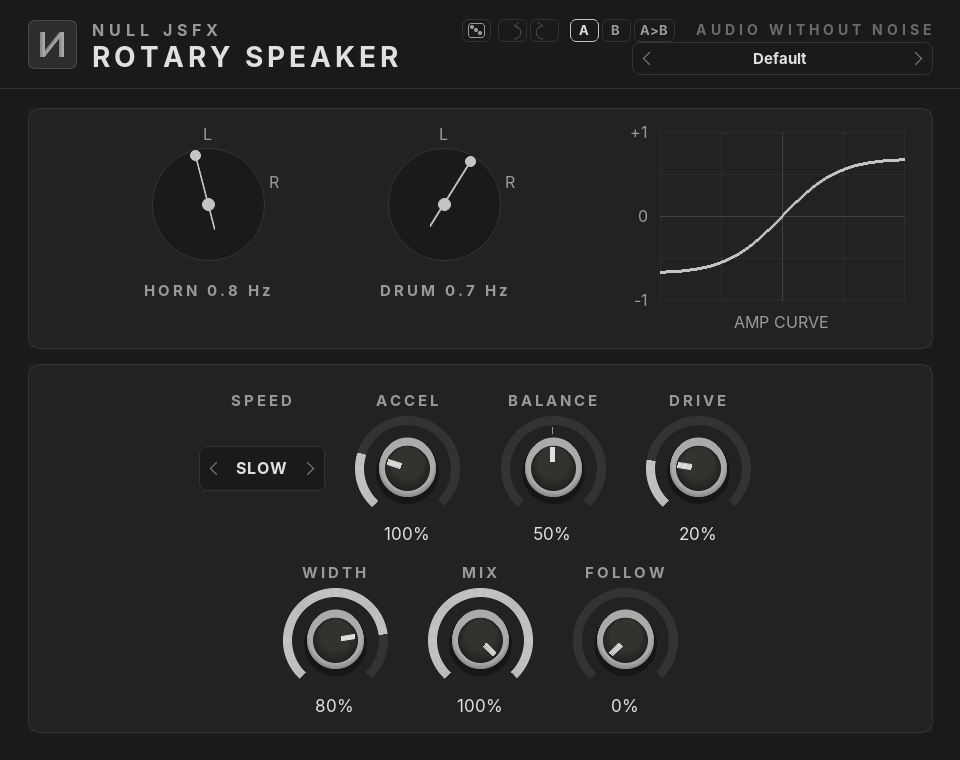 NULL JSFX
ROTARY SPEAKER
A B A>B
AUDIO WITHOUT NOISE
Default
L
R
HORN 0.8 Hz
L
R
DRUM 0.7 Hz
+1
0
-1
AMP CURVE
SPEED ACCEL BALANCE DRIVE
SLOW
100% 50% 20%
WIDTH MIX FOLLOW
80% 100% 0%